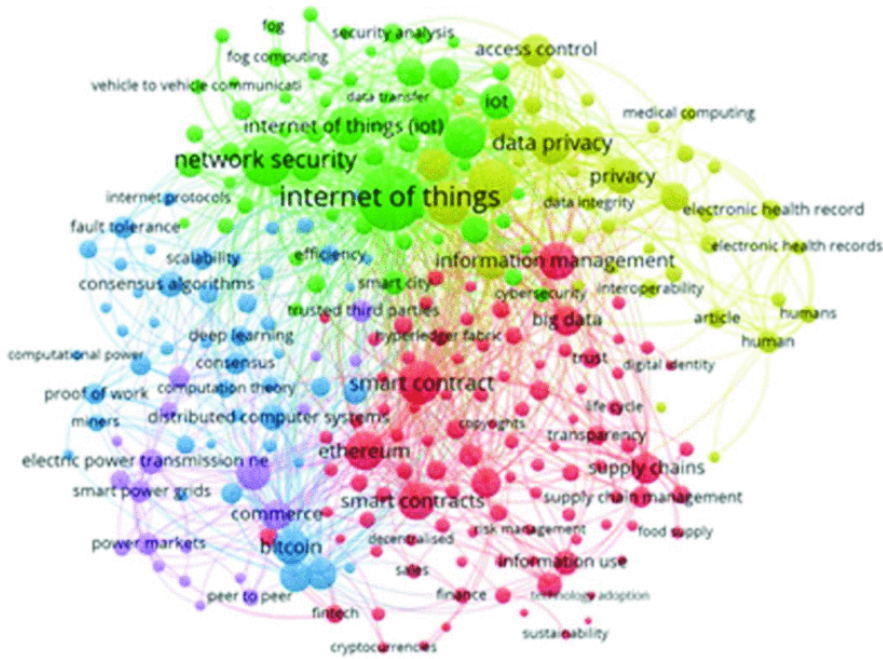 fog
security analysis
access control
fog computing
vehicle to vehicle communicati
data transfer
iot
medical computing
internet of things (iot)
data privacy
network security
privacy
internet of things
internet protocols
data integrity
electronic health record
fault tolerance
electronic health records
scalability
efficiency
information management
consensus algorithms
smart city
cybersecurity
interoperability
trusted third parties
big data
article
humans
deep learning
hyperledger fabric
human
computational power
consensus
trust
digital identity
proof of work
computation theory
smart contract
miners
distributed computer systems
copyrights
life cycle
ethereum
transparency
electric power transmission ne
supply chains
smart power grids
smart contracts
supply chain management
commerce
risk management
food supply
power markets
bitcoin
decentralised
sales
information use
peer to peer
finance
technology adoption
fintech
sustainability
cryptocurrencies